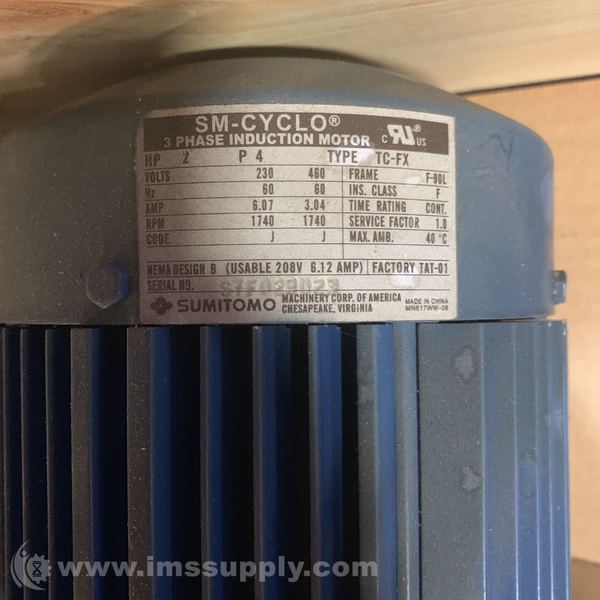 SM-CYCLO®
3 PHASE INDUCTION MOTOR
C UR US
HP 2 P 4 TYPE TC-FX
VOLTS 230 460 FRAME F-90L
Hz 60 60 INS. CLASS F
AMP 6.07 3.04 TIME RATING CONT.
RPM 1740 1740 SERVICE FACTOR 1.0
CODE J J MAX. AMB. 40 °C
NEMA DESIGN B (USABLE 208V 6.12 AMP) FACTORY TAT-01
SERIAL NO.
SUMITOMO MACHINERY CORP. OF AMERICA
CHESAPEAKE, VIRGINIA
MADE IN CHINA
MN617WW-08
www.imssupply.com